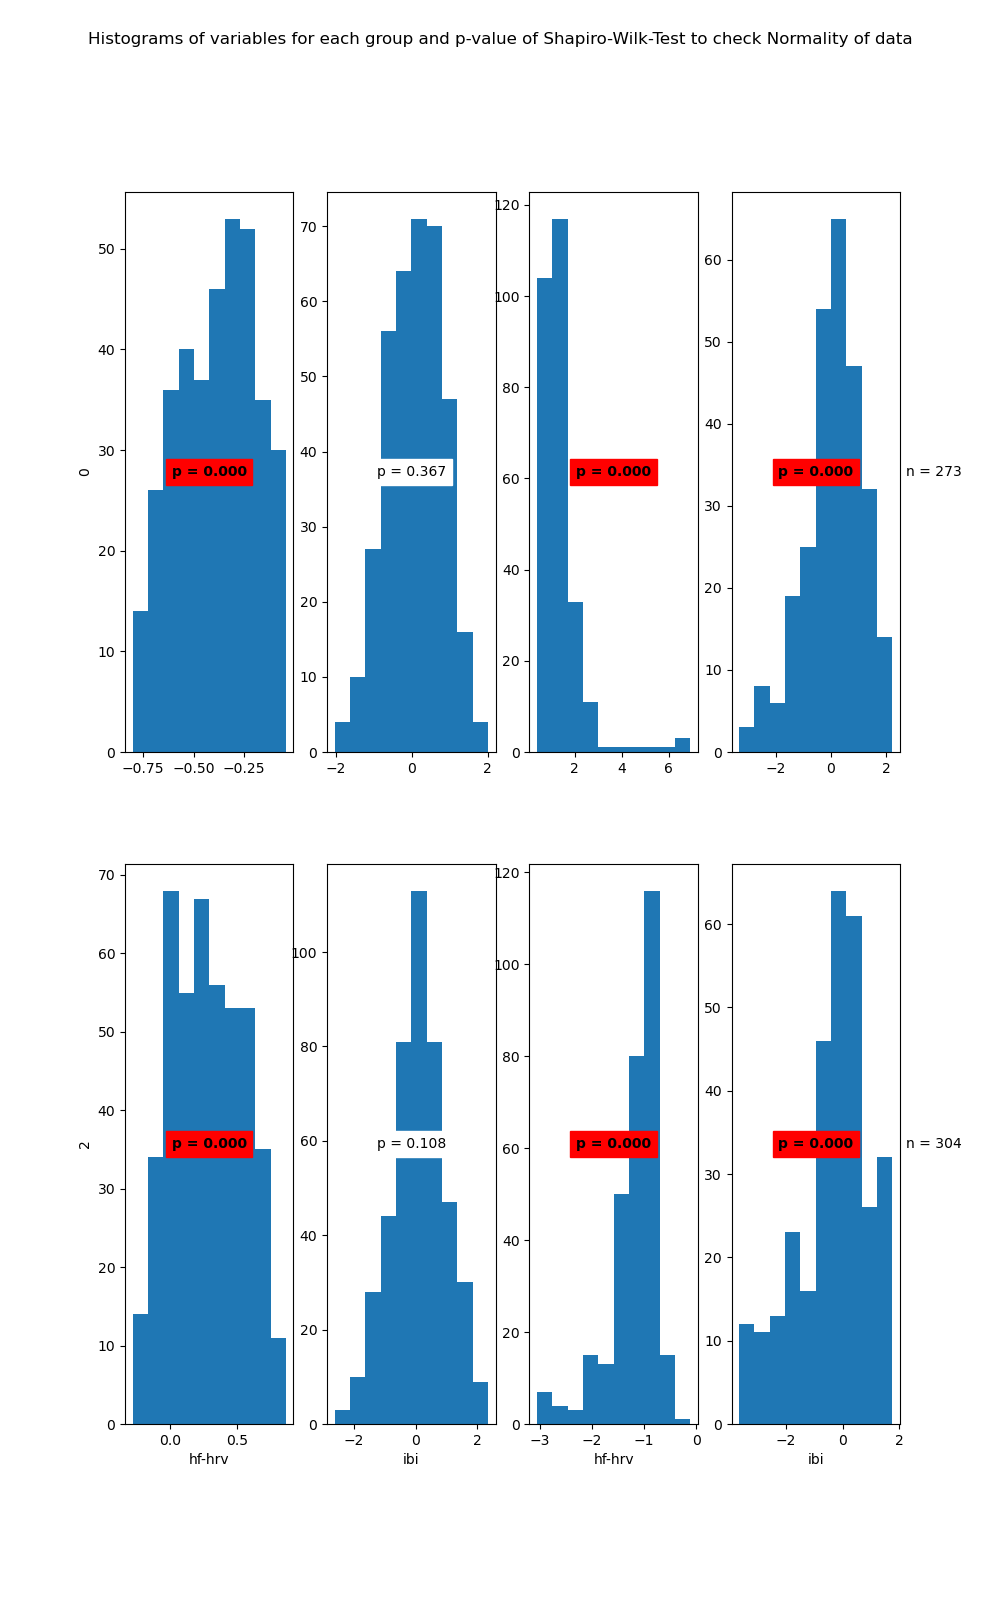 Histograms of variables for each group and p-value of Shapiro-Wilk-Test to check Normality of data
0
50
40
30
20
10
0
−0.75 −0.50 −0.25
p = 0.000
70
60
50
40
30
20
10
0
−2 0 2
p = 0.367
120
100
80
60
40
20
0
2 4 6
p = 0.000
60
50
40
30
20
10
0
−2 0 2
p = 0.000
n = 273
2
70
60
50
40
30
20
10
0
0.0 0.5
hf-hrv
p = 0.000
100
80
60
40
20
0
−2 0 2
ibi
p = 0.108
120
100
80
60
40
20
0
−3 −2 −1 0
hf-hrv
p = 0.000
60
50
40
30
20
10
0
−2 0 2
ibi
p = 0.000
n = 304